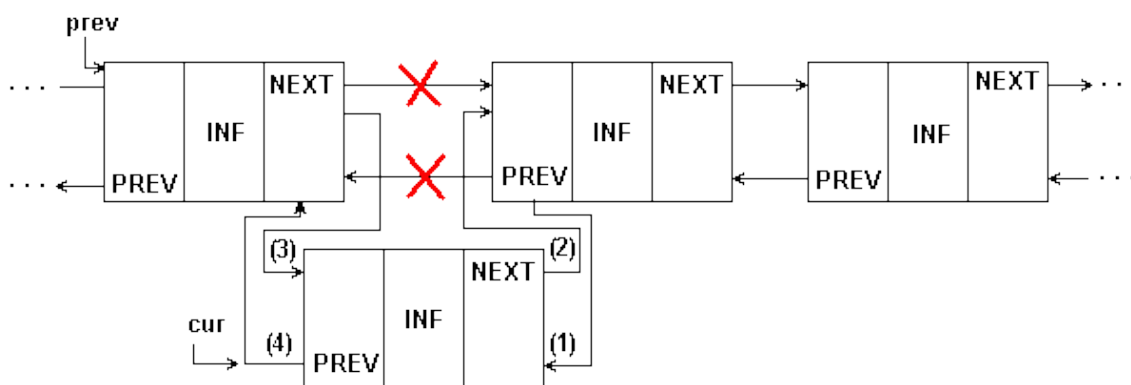 prev
NEXT NEXT NEXT
... ...
INF INF INF
... PREV PREV PREV ...
(3) (2)
NEXT
INF
cur (4) (1)
PREV